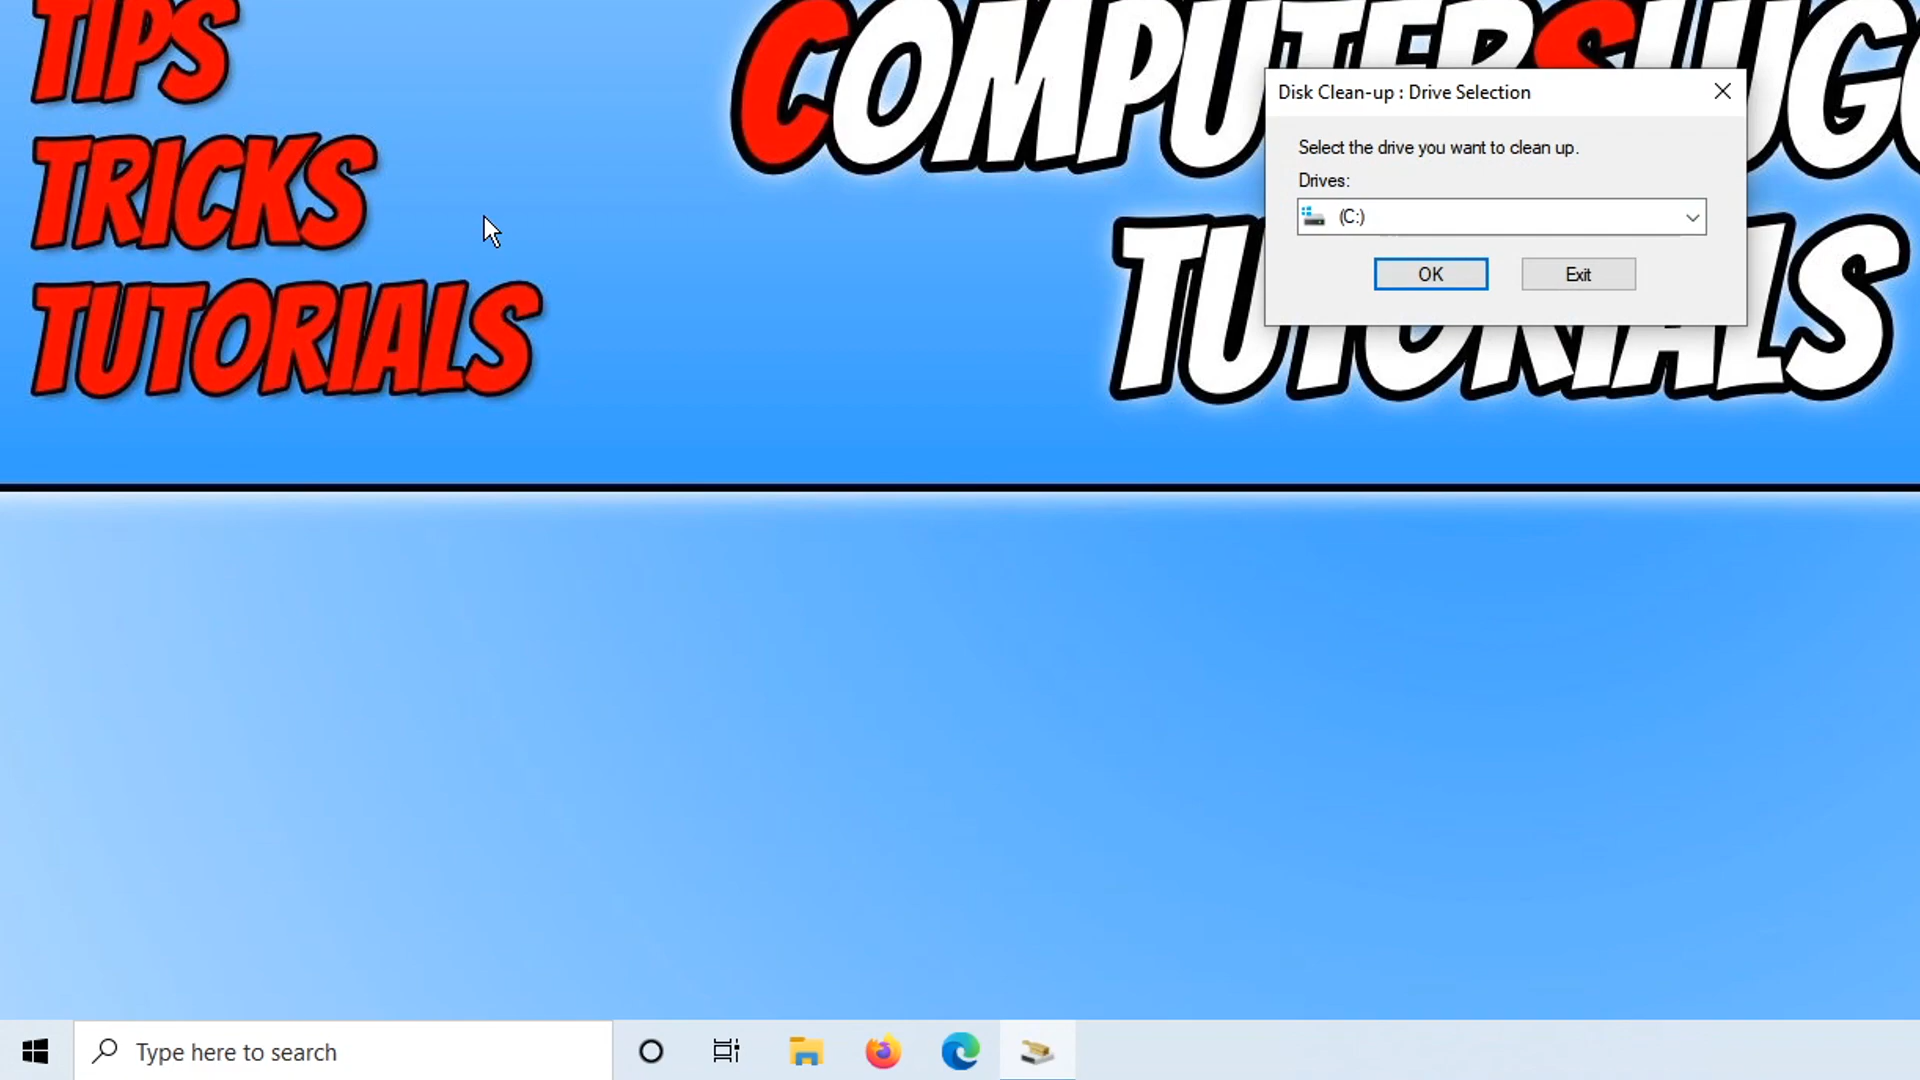 TIPS
TRICKS
TUTORIALS
COMPUTERSLUGG
TUTORIALS
Disk Clean-up : Drive Selection
Select the drive you want to clean up.
Drives:
(C:)
OK
Exit
Type here to search